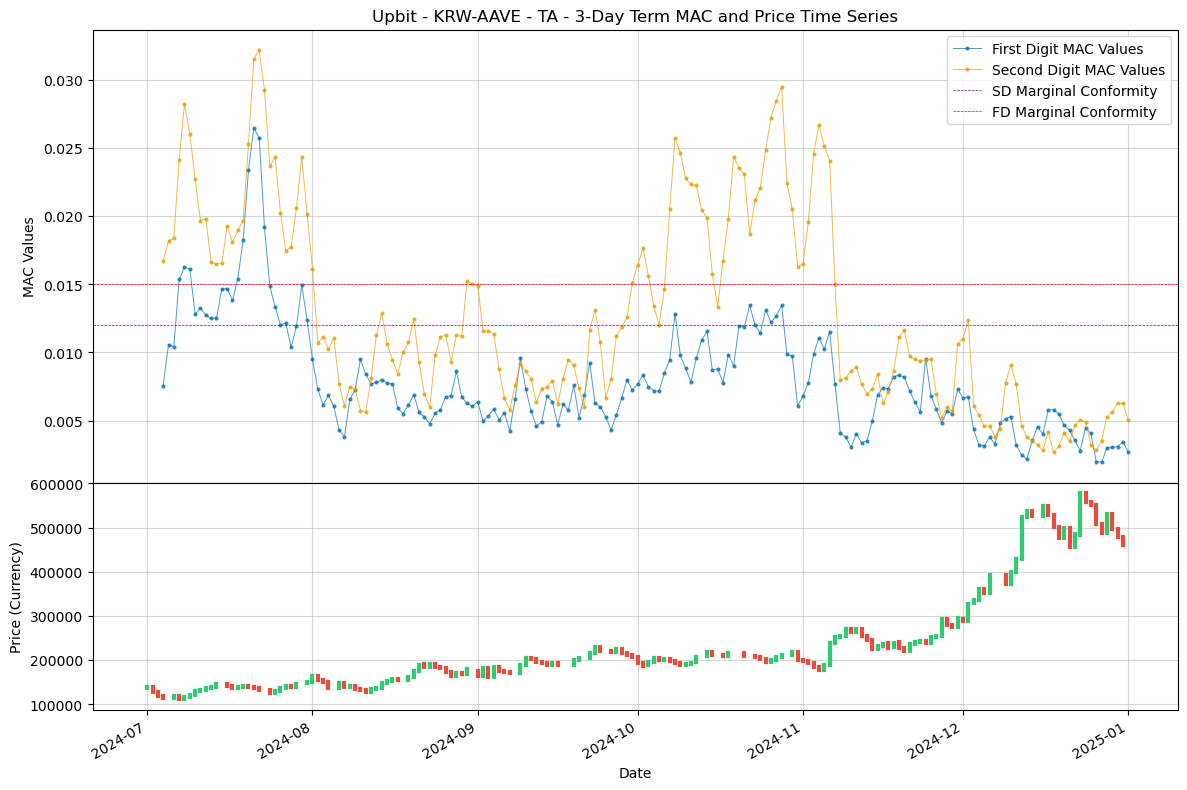 Upbit - KRW-AAVE - TA - 3-Day Term MAC and Price Time Series
First Digit MAC Values
Second Digit MAC Values
SD Marginal Conformity
FD Marginal Conformity
MAC Values
0.030
0.025
0.020
0.015
0.010
0.005
Price (Currency)
600000
500000
400000
300000
200000
100000
2024-07
2024-08
2024-09
2024-10
2024-11
2024-12
2025-01
Date